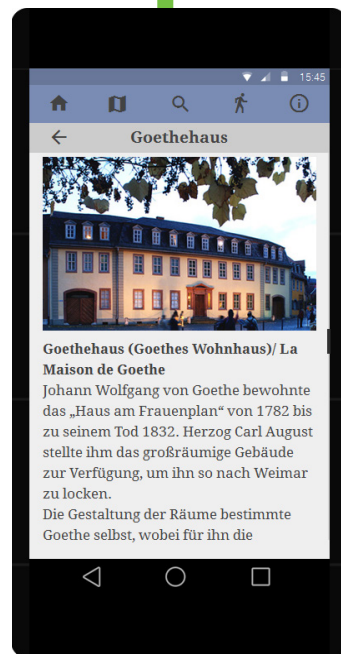 15:45
Goethehaus
Goethehaus (Goethes Wohnhaus)/ La
Maison de Goethe
Johann Wolfgang von Goethe bewohnte
das „Haus am Frauenplan“ von 1782 bis
zu seinem Tod 1832. Herzog Carl August
stellte ihm das großräumige Gebäude
zur Verfügung, um ihn so nach Weimar
zu locken.
Die Gestaltung der Räume bestimmte
Goethe selbst, wobei für ihn die